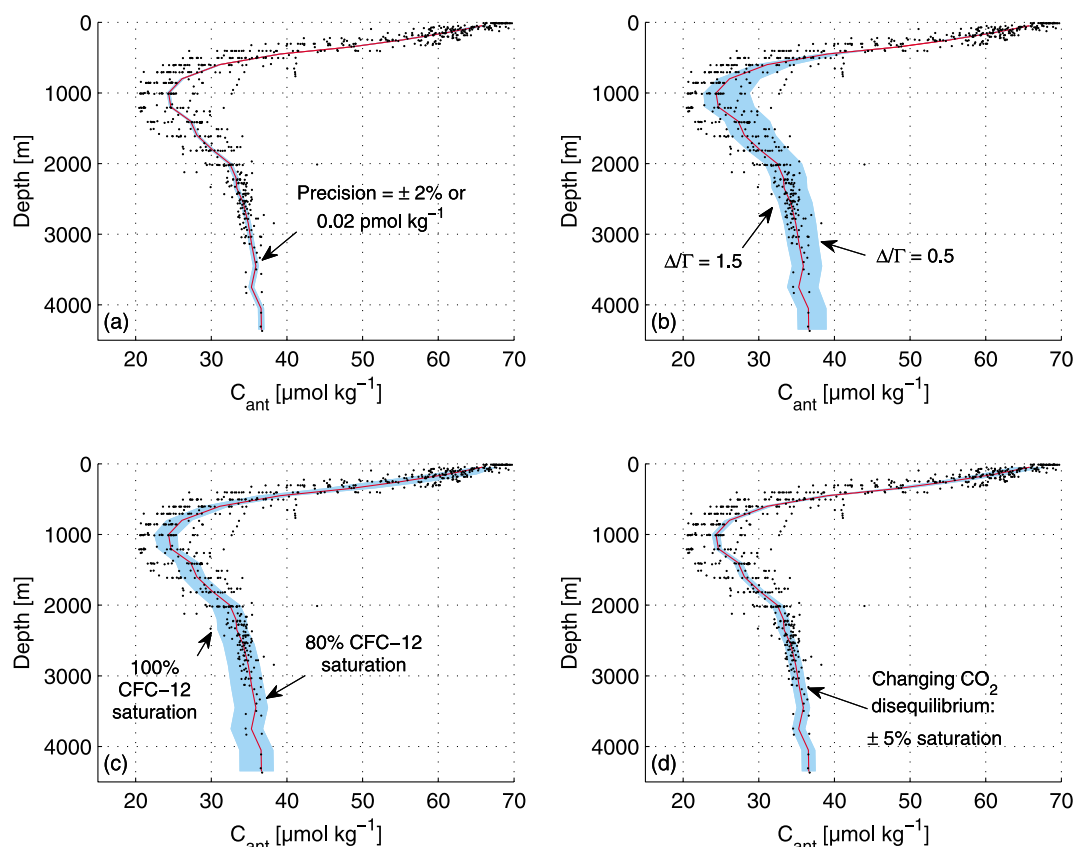 0
1000
2000
3000
4000
Depth [m]
Precision = ± 2% or
0.02 pmol kg⁻¹
(a)
20 30 40 50 60 70
C_ant [µmol kg⁻¹]
0
1000
2000
3000
4000
Depth [m]
Δ/Γ = 1.5
Δ/Γ = 0.5
(b)
20 30 40 50 60 70
C_ant [µmol kg⁻¹]
0
1000
2000
3000
4000
Depth [m]
100%
CFC−12
saturation
80% CFC−12
saturation
(c)
20 30 40 50 60 70
C_ant [µmol kg⁻¹]
0
1000
2000
3000
4000
Depth [m]
Changing CO₂
disequilibrium:
± 5% saturation
(d)
20 30 40 50 60 70
C_ant [µmol kg⁻¹]